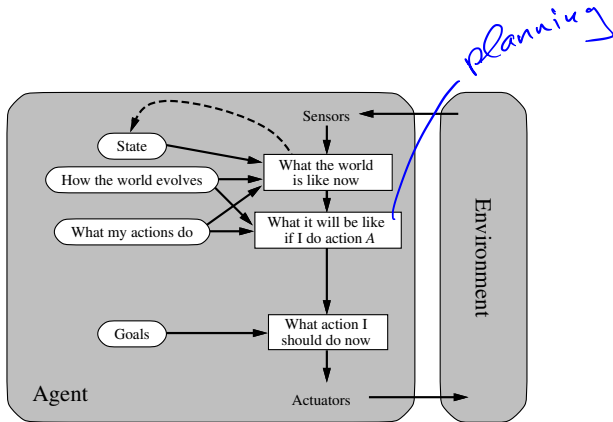 planning
Sensors
State
What the world
is like now
How the world evolves
What it will be like
if I do action A
What my actions do
Environment
What action I
should do now
Goals
Agent
Actuators